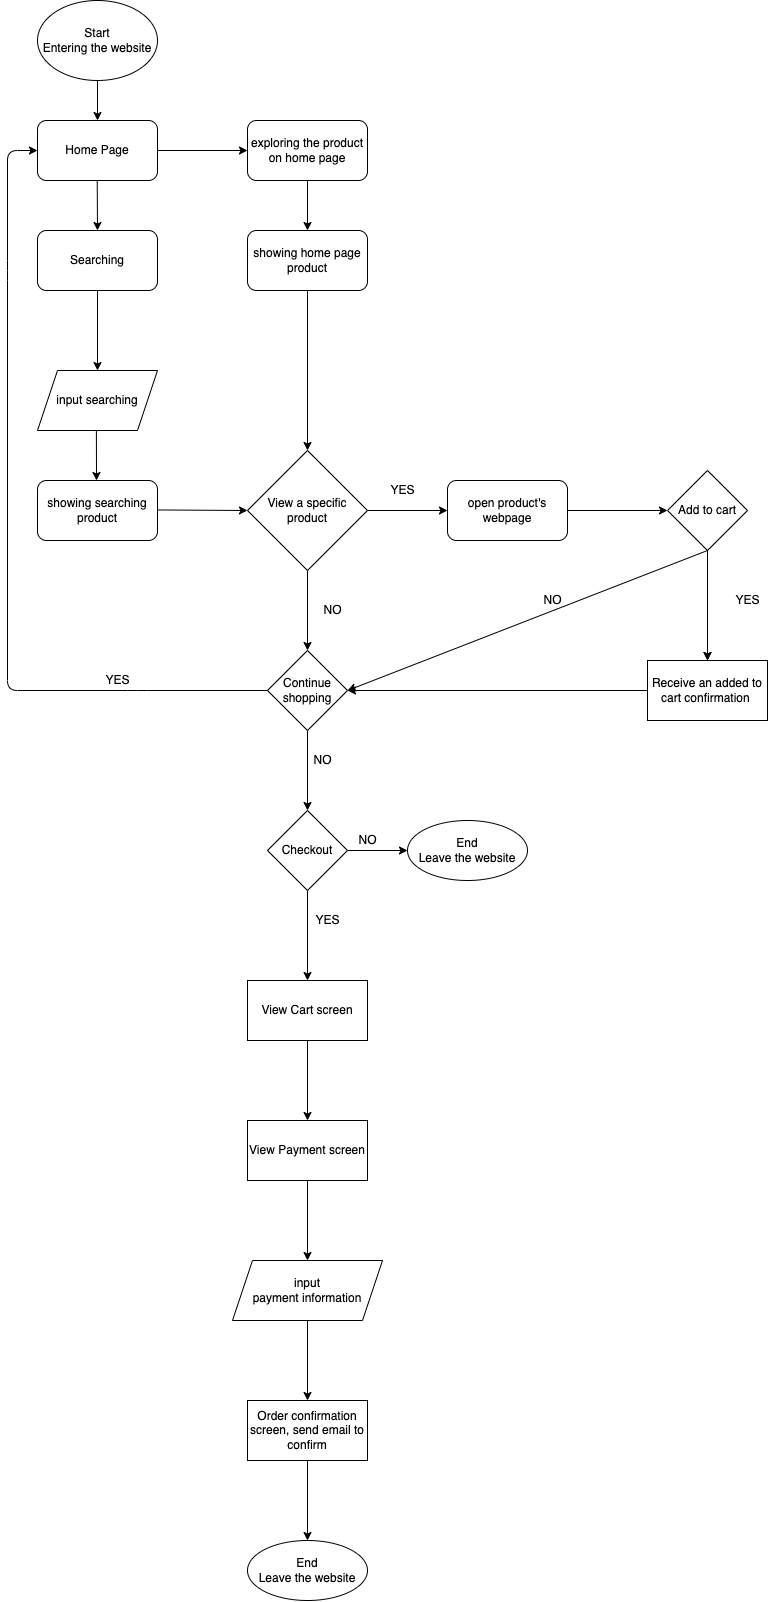 Start
Entering the website
Home Page
exploring the product
on home page
Searching
showing home page
product
input searching
showing searching
product
View a specific
product
YES
open product's
webpage
Add to cart
NO
NO
YES
YES
Continue
shopping
Receive an added to
cart confirmation
NO
Checkout
NO
End
Leave the website
YES
View Cart screen
View Payment screen
input
payment information
Order confirmation
screen, send email to
confirm
End
Leave the website